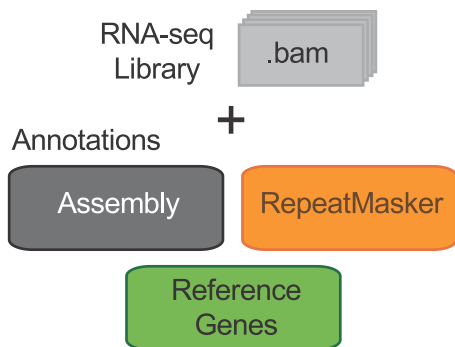 RNA-seq
Library
.bam
+
Annotations
Assembly
RepeatMasker
Reference
Genes